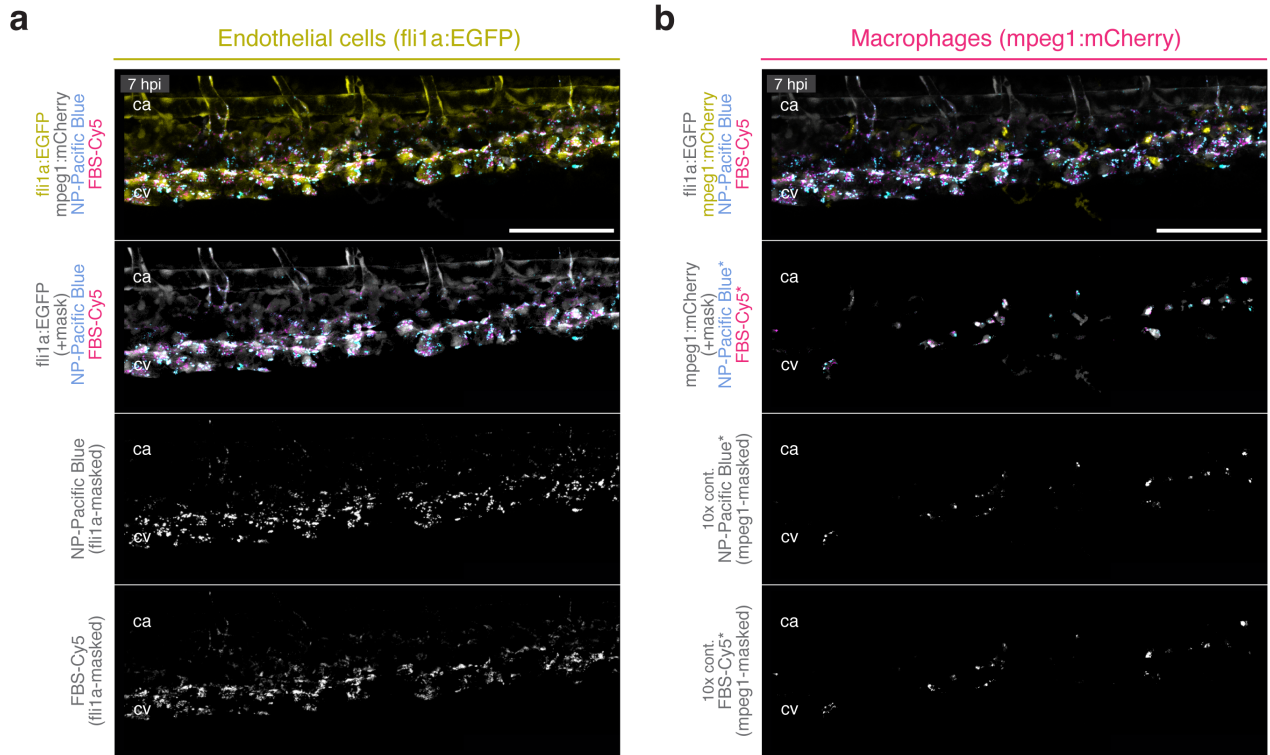 a
Endothelial cells (fli1a:EGFP)
fli1a:EGFP
mpeg1:mCherry
NP-Pacific Blue
FBS-Cy5
7 hpi
ca
cv
fli1a:EGFP
(+mask)
NP-Pacific Blue
FBS-Cy5
ca
cv
NP-Pacific Blue
(fli1a-masked)
ca
cv
FBS-Cy5
(fli1a-masked)
ca
cv
b
Macrophages (mpeg1:mCherry)
fli1a:EGFP
mpeg1:mCherry
NP-Pacific Blue
FBS-Cy5
7 hpi
ca
cv
mpeg1:mCherry
(+mask)
NP-Pacific Blue*
FBS-Cy5*
ca
cv
10x cont.
NP-Pacific Blue*
(mpeg1-masked)
ca
cv
10x cont.
FBS-Cy5*
(mpeg1-masked)
ca
cv